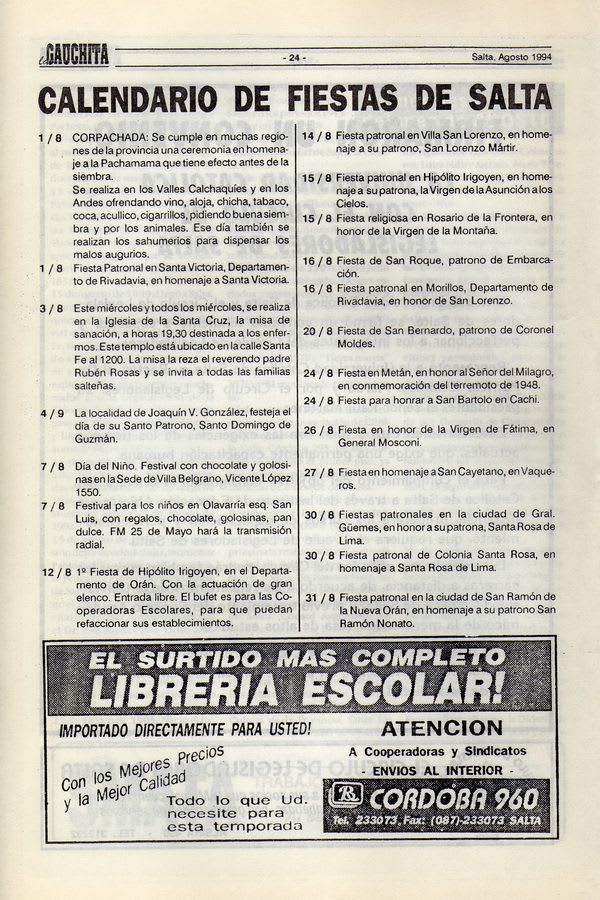 el GAUCHITA
- 24 -
Salta, Agosto 1994
CALENDARIO DE FIESTAS DE SALTA
1 / 8 CORPACHADA: Se cumple en muchas regio-
nes de la provincia una ceremonia en homena-
je a la Pachamama que tiene efecto antes de la
siembra.
Se realiza en los Valles Calchaquíes y en los
Andes ofrendando vino, aloja, chicha, tabaco,
coca, acullico, cigarrillos, pidiendo buena siem-
bra y por los animales. Ese día también se
realizan los sahumerios para dispensar los
malos augurios.
1 / 8 Fiesta Patronal en Santa Victoria, Departamen-
to de Rivadavia, en homenaje a Santa Victoria.
3 / 8 Este miércoles y todos los miércoles, se realiza
en la Iglesia de la Santa Cruz, la misa de
sanación, a horas 19,30 destinada a los enfer-
mos. Este templo está ubicado en la calle Santa
Fe al 1200. La misa la reza el reverendo padre
Rubén Rosas y se invita a todas las familias
salteñas.
4 / 9 La localidad de Joaquín V. González, festeja el
día de su Santo Patrono, Santo Domingo de
Guzmán.
7 / 8 Día del Niño. Festival con chocolate y golosi-
nas en la Sede de Villa Belgrano, Vicente López
1550.
7 / 8 Festival para los niños en Olavarría esq. San
Luis, con regalos, chocolate, golosinas, pan
dulce. FM 25 de Mayo hará la transmisión
radial.
12 / 8 1º Fiesta de Hipólito Irigoyen, en el Departa-
mento de Orán. Con la actuación de gran
elenco. Entrada libre. El bufet es para las Co-
operadoras Escolares, para que puedan
refaccionar sus establecimientos.
14 / 8 Fiesta patronal en Villa San Lorenzo, en home-
naje a su patrono, San Lorenzo Mártir.
15 / 8 Fiesta patronal en Hipólito Irigoyen, en home-
naje a su patrona, la Virgen de la Asunción a los
Cielos.
15 / 8 Fiesta religiosa en Rosario de la Frontera, en
honor de la Virgen de la Montaña.
16 / 8 Fiesta de San Roque, patrono de Embarca-
ción.
16 / 8 Fiesta patronal en Morillos, Departamento de
Rivadavia, en honor de San Lorenzo.
20 / 8 Fiesta de San Bernardo, patrono de Coronel
Moldes.
24 / 8 Fiesta en Metán, en honor al Señor del Milagro,
en conmemoración del terremoto de 1948.
24 / 8 Fiesta para honrar a San Bartolo en Cachi.
26 / 8 Fiesta en honor de la Virgen de Fátima, en
General Mosconi.
27 / 8 Fiesta en homenaje a San Cayetano, en Vaque-
ros.
30 / 8 Fiestas patronales en la ciudad de Gral.
Güemes, en honor a su patrona, Santa Rosa de
Lima.
30 / 8 Fiesta patronal de Colonia Santa Rosa, en
homenaje a Santa Rosa de Lima.
31 / 8 Fiesta patronal en la ciudad de San Ramón de
la Nueva Orán, en homenaje a su patrono San
Ramón Nonato.
EL SURTIDO MAS COMPLETO
LIBRERIA ESCOLAR!
IMPORTADO DIRECTAMENTE PARA USTED!
Con los Mejores Precios
y la Mejor Calidad
Todo lo que Ud.
necesite para
esta temporada
ATENCION
A Cooperadoras y Sindicatos
- ENVIOS AL INTERIOR -
CORDOBA 960
Tel. 233073 Fax: (087)-233073 SALTA